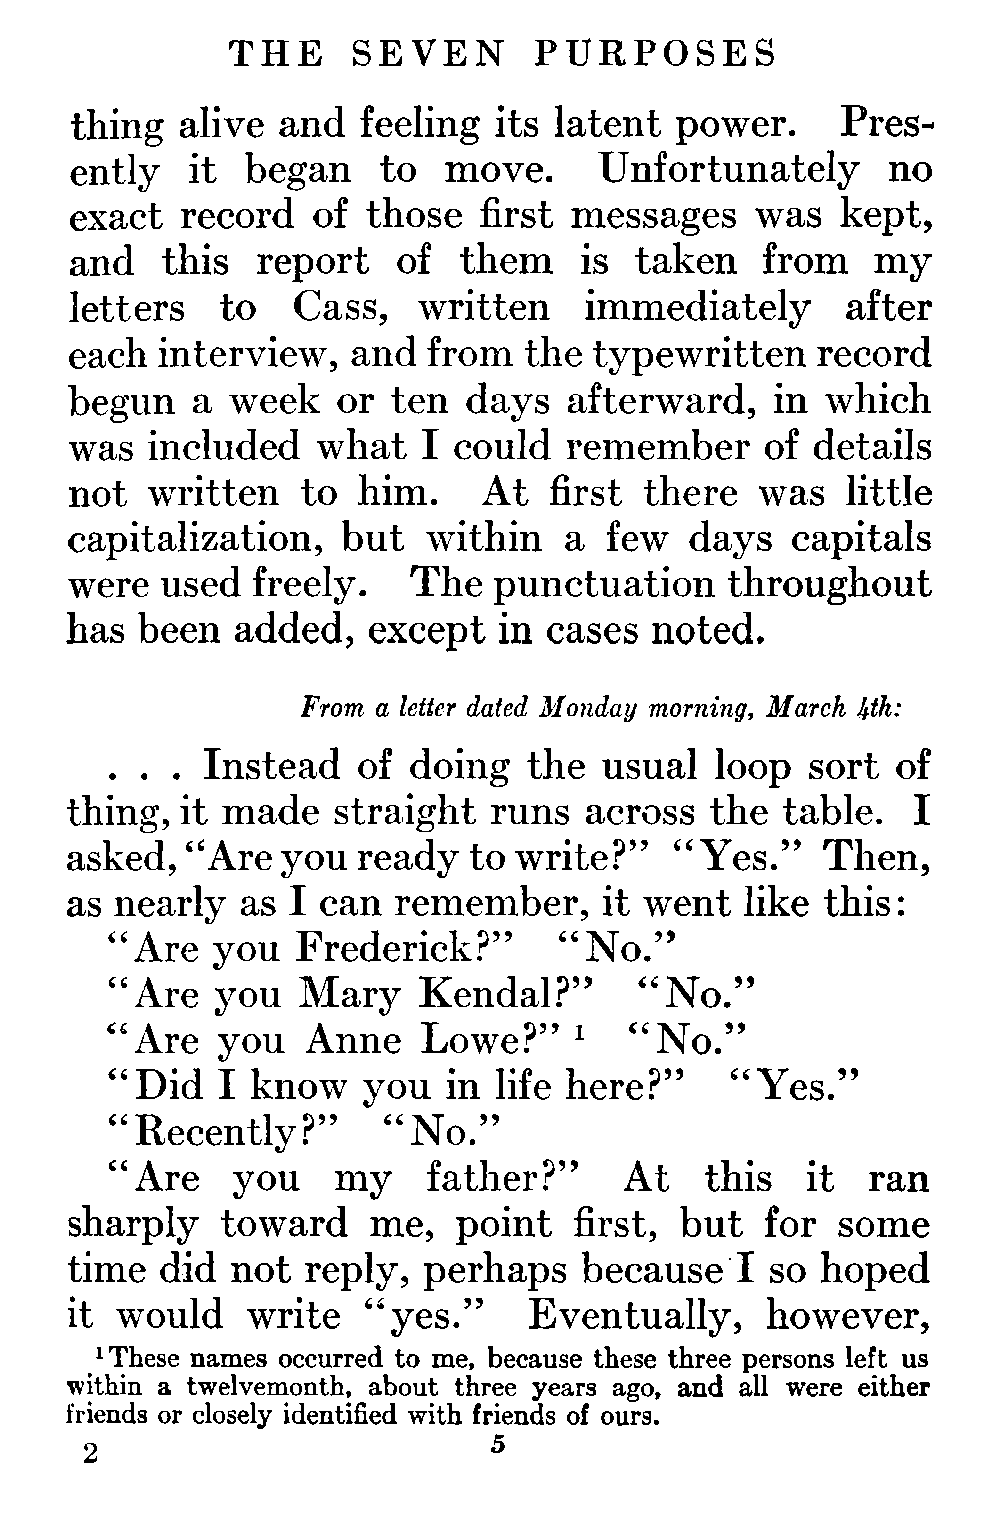 THE SEVEN PURPOSES
thing alive and feeling its latent power. Pres-
ently it began to move. Unfortunately no
exact record of those first messages was kept,
and this report of them is taken from my
letters to Cass, written immediately after
each interview, and from the typewritten record
begun a week or ten days afterward, in which
was included what I could remember of details
not written to him. At first there was little
capitalization, but within a few days capitals
were used freely. The punctuation throughout
has been added, except in cases noted.
From a letter dated Monday morning, March 4th:
. . . Instead of doing the usual loop sort of
thing, it made straight runs across the table. I
asked, “Are you ready to write?” “Yes.” Then,
as nearly as I can remember, it went like this:
“Are you Frederick?” “No.”
“Are you Mary Kendal?” “No.”
“Are you Anne Lowe?” ¹ “No.”
“Did I know you in life here?” “Yes.”
“Recently?” “No.”
“Are you my father?” At this it ran
sharply toward me, point first, but for some
time did not reply, perhaps because I so hoped
it would write “yes.” Eventually, however,
¹ These names occurred to me, because these three persons left us
within a twelvemonth, about three years ago, and all were either
friends or closely identified with friends of ours.
2 5